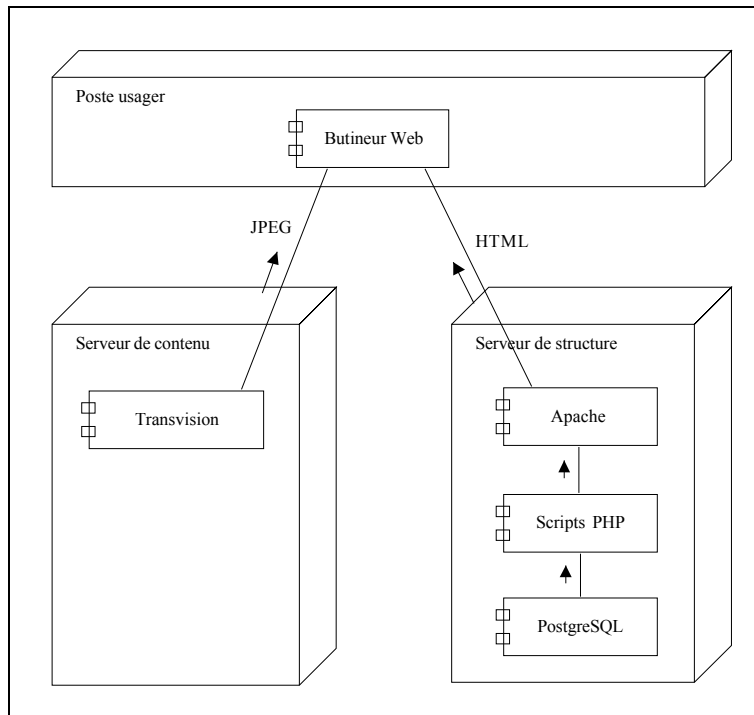 Poste usager
Butineur Web
JPEG
HTML
Serveur de contenu
Serveur de structure
Transvision
Apache
Scripts PHP
PostgreSQL